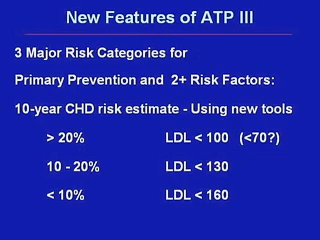 New Features of ATP III
3 Major Risk Categories for
Primary Prevention and 2+ Risk Factors:
10-year CHD risk estimate - Using new tools
> 20% LDL < 100 (<70?)
10 - 20% LDL < 130
< 10% LDL < 160